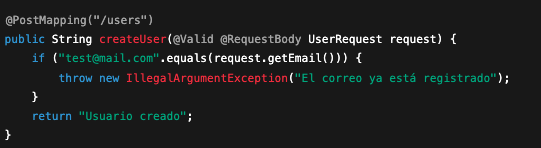 @PostMapping("/users")
public String createUser(@Valid @RequestBody UserRequest request) {
    if ("test@mail.com".equals(request.getEmail())) {
        throw new IllegalArgumentException("El correo ya está registrado");
    }
    return "Usuario creado";
}